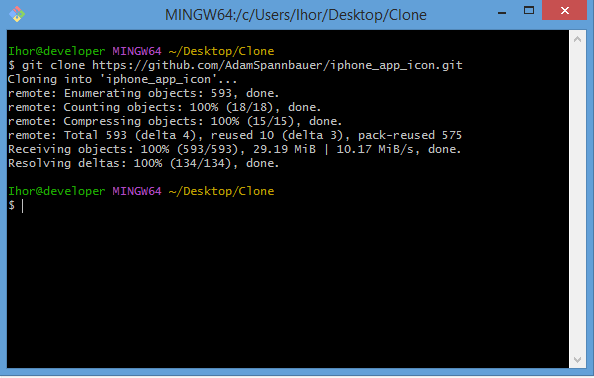 MINGW64:/c/Users/Ihor/Desktop/Clone
Ihor@developer MINGW64 ~/Desktop/Clone
$ git clone https://github.com/AdamSpannbauer/iphone_app_icon.git
Cloning into 'iphone_app_icon'...
remote: Enumerating objects: 593, done.
remote: Counting objects: 100% (18/18), done.
remote: Compressing objects: 100% (15/15), done.
remote: Total 593 (delta 4), reused 10 (delta 3), pack-reused 575
Receiving objects: 100% (593/593), 29.19 MiB | 10.17 MiB/s, done.
Resolving deltas: 100% (134/134), done.
Ihor@developer MINGW64 ~/Desktop/Clone
$